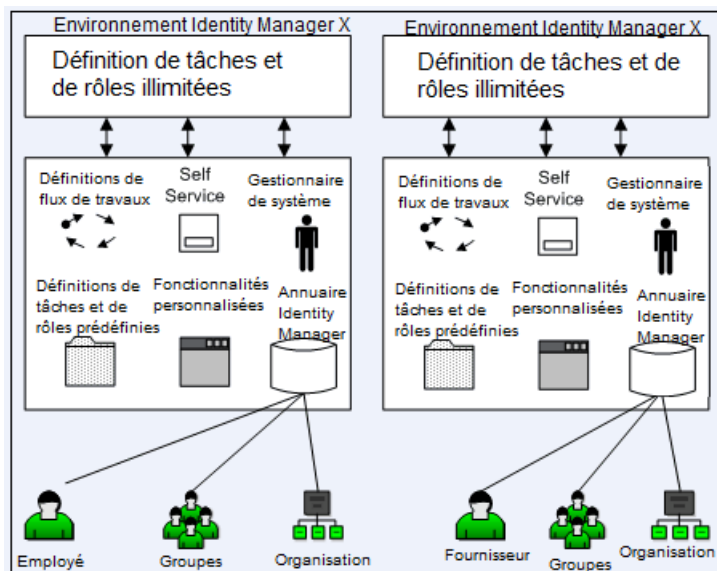 Environnement Identity Manager X
Définition de tâches et
de rôles illimitées
Définitions de
flux de travaux
Self
Service
Gestionnaire
de système
Définitions de
tâches et de
rôles prédéfinies
Fonctionnalités
personnalisées
Annuaire
Identity
Manager
Employé
Groupes
Organisation
Environnement Identity Manager X
Définition de tâches et de
rôles illimitées
Définitions de
flux de travaux
Self
Service
Gestionnaire
de système
Définitions de
tâches et de
rôles prédéfinies
Fonctionnalités
personnalisées
Annuaire
Identity
Manager
Fournisseur
Groupes
Organisation